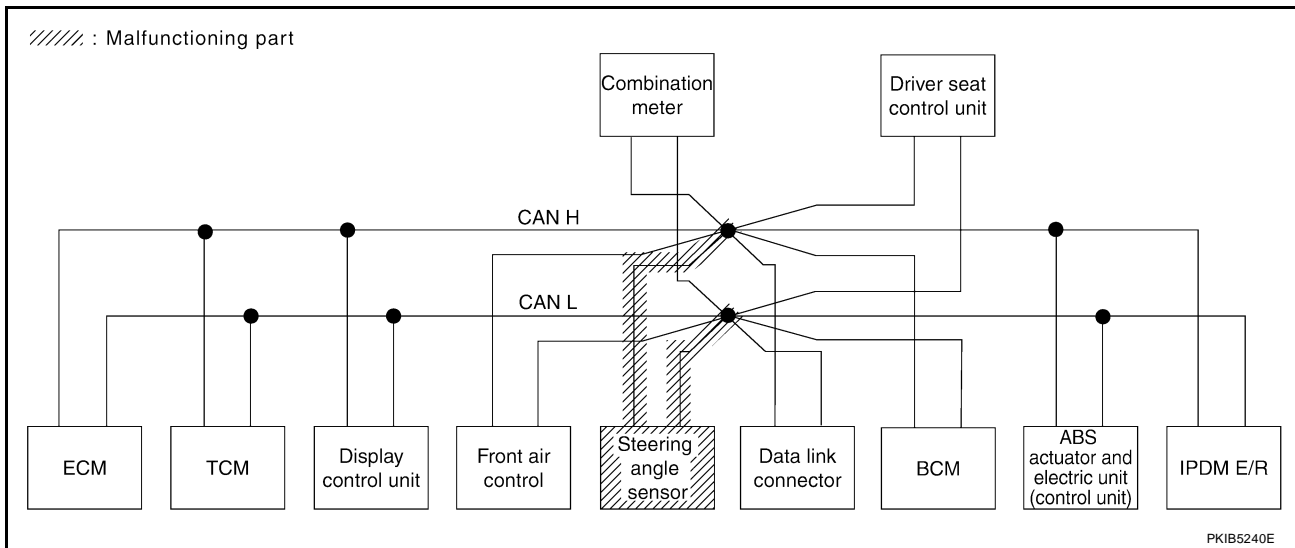 : Malfunctioning part
Combination
meter
Driver seat
control unit
CAN H
CAN L
ECM
TCM
Display
control unit
Front air
control
Steering
angle
sensor
Data link
connector
BCM
ABS
actuator and
electric unit
(control unit)
IPDM E/R
PKIB5240E